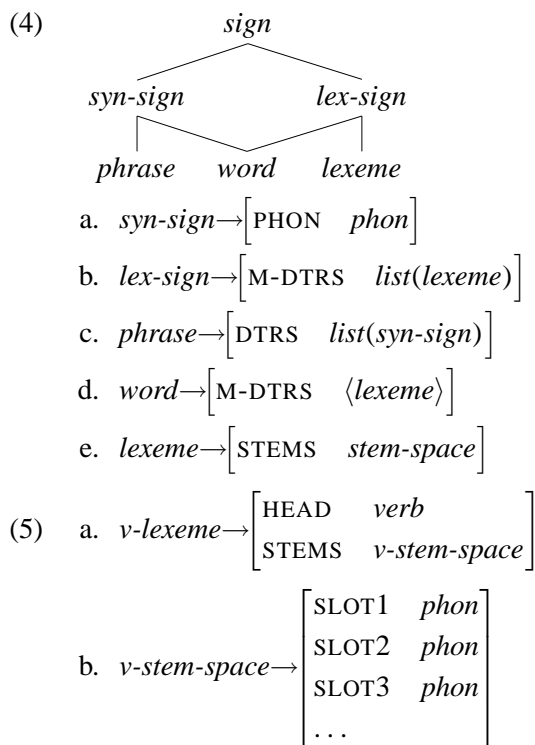 (4) sign
syn-sign lex-sign
phrase word lexeme
a. syn-sign→[PHON phon]
b. lex-sign→[M-DTRS list(lexeme)]
c. phrase→[DTRS list(syn-sign)]
d. word→[M-DTRS ⟨lexeme⟩]
e. lexeme→[STEMS stem-space]
(5) a. v-lexeme→[HEAD verb
STEMS v-stem-space]
b. v-stem-space→[SLOT1 phon
SLOT2 phon
SLOT3 phon
...]